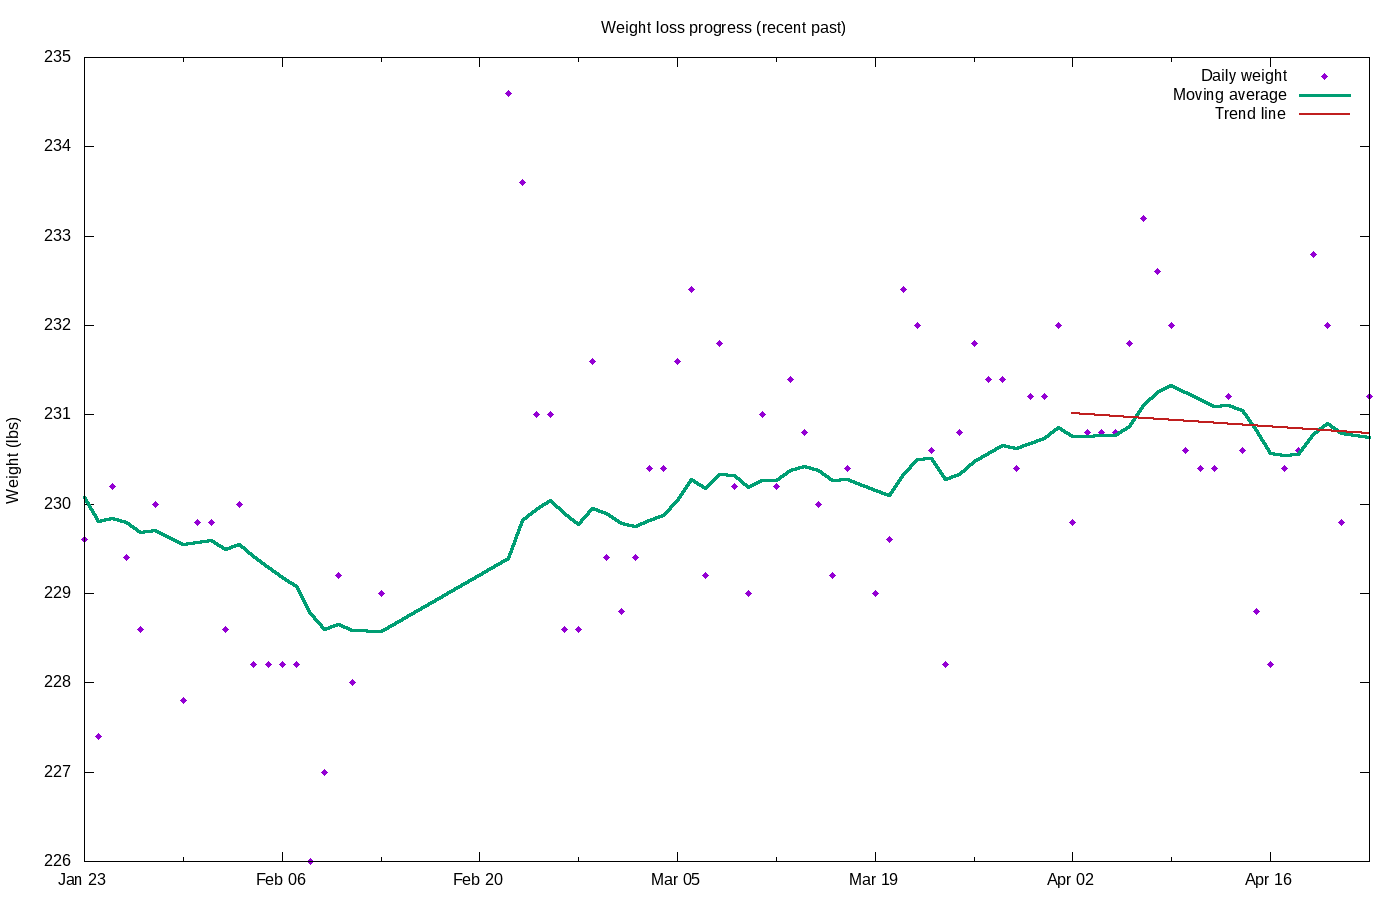 Weight loss progress (recent past)
235
234
233
232
231
230
229
228
227
226
Weight (lbs)
Daily weight
Moving average
Trend line
Jan 23 Feb 06 Feb 20 Mar 05 Mar 19 Apr 02 Apr 16